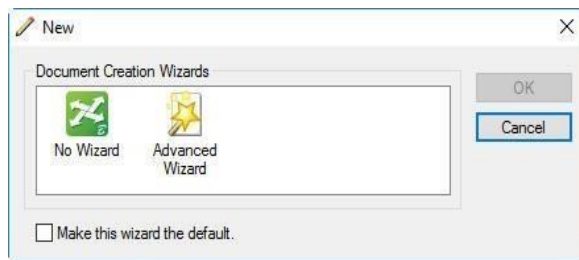 New
Document Creation Wizards
OK
No Wizard
Advanced
Wizard
Cancel
Make this wizard the default.